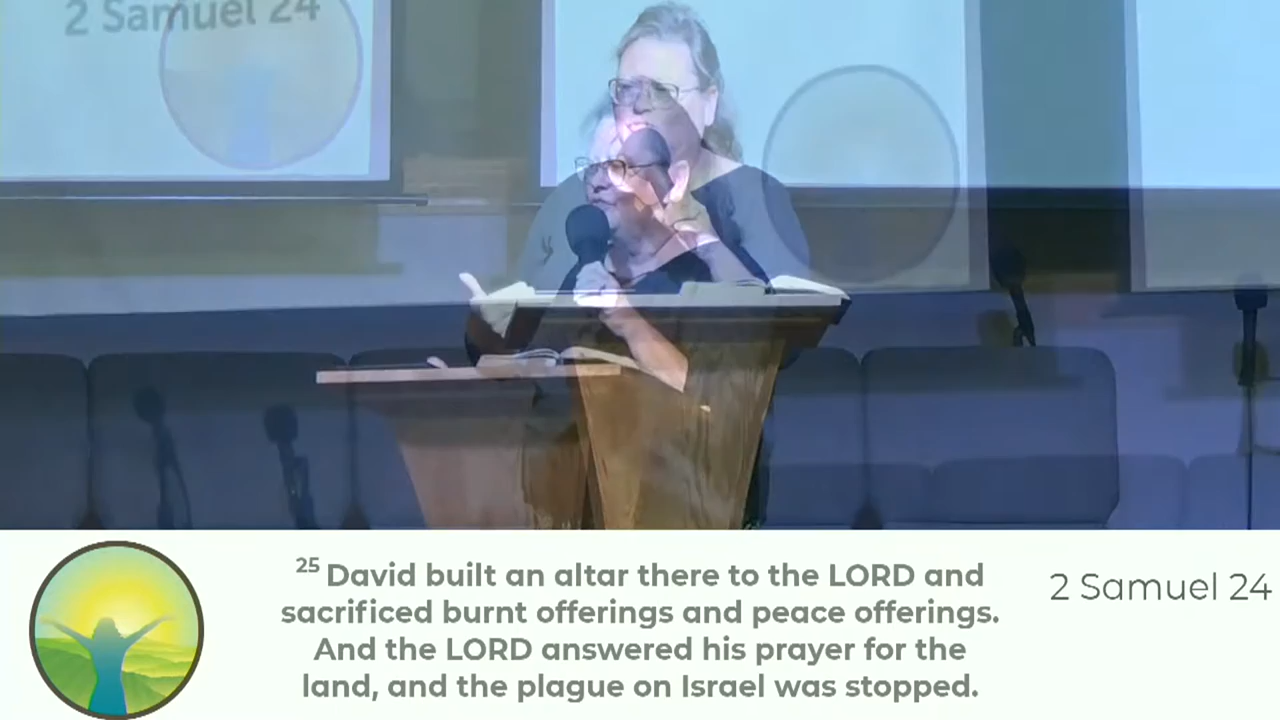 2 Samuel 24
25 David built an altar there to the LORD and
sacrificed burnt offerings and peace offerings.
And the LORD answered his prayer for the
land, and the plague on Israel was stopped.
2 Samuel 24